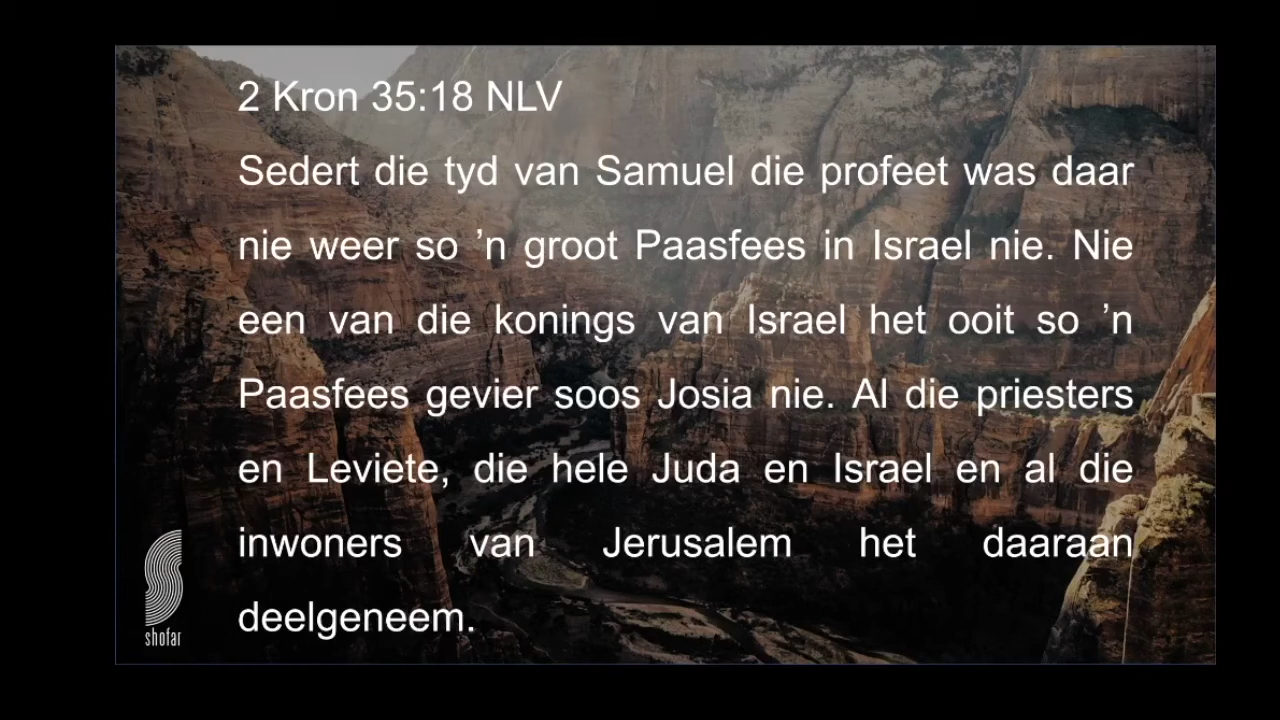 2 Kron 35:18 NLV
Sedert die tyd van Samuel die profeet was daar
nie weer so ’n groot Paasfees in Israel nie. Nie
een van die konings van Israel het ooit so ’n
Paasfees gevier soos Josia nie. Al die priesters
en Leviete, die hele Juda en Israel en al die
inwoners van Jerusalem het daaraan
deelgeneem.
shofar